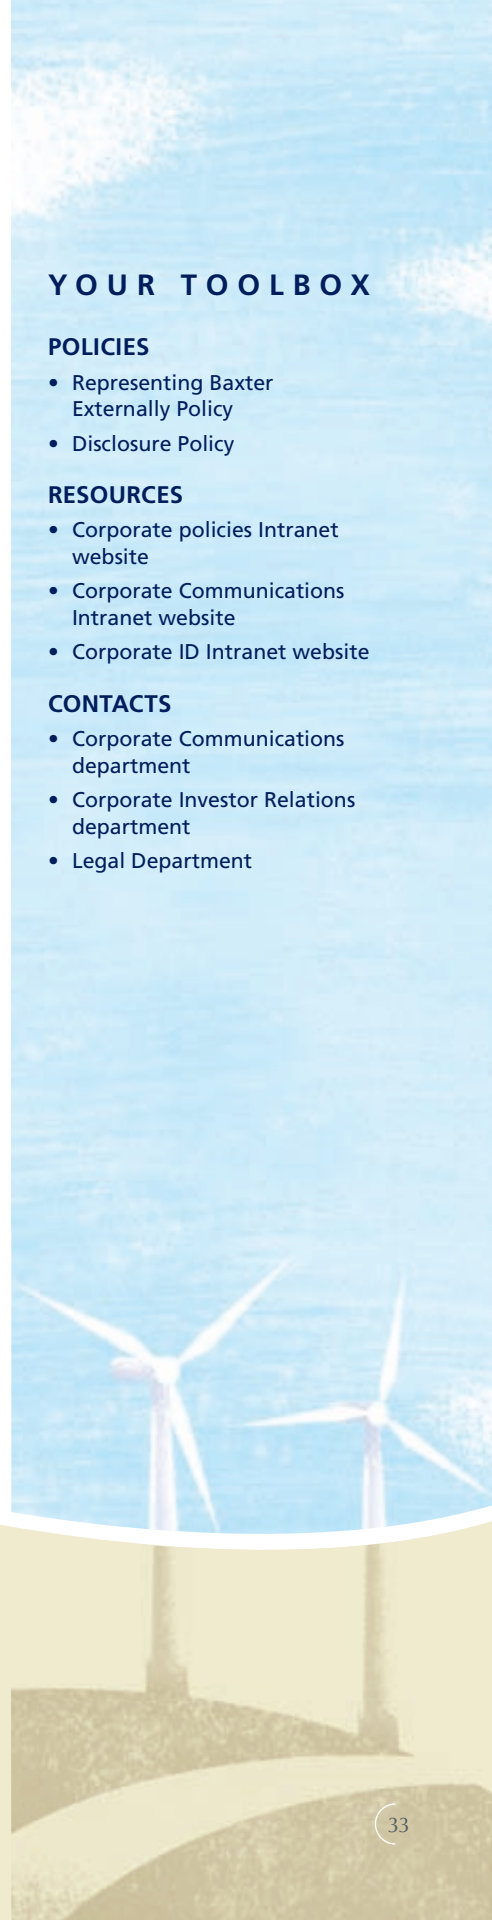 YOUR TOOLBOX
POLICIES
• Representing Baxter
Externally Policy
• Disclosure Policy
RESOURCES
• Corporate policies Intranet
website
• Corporate Communications
Intranet website
• Corporate ID Intranet website
CONTACTS
• Corporate Communications
department
• Corporate Investor Relations
department
• Legal Department
33